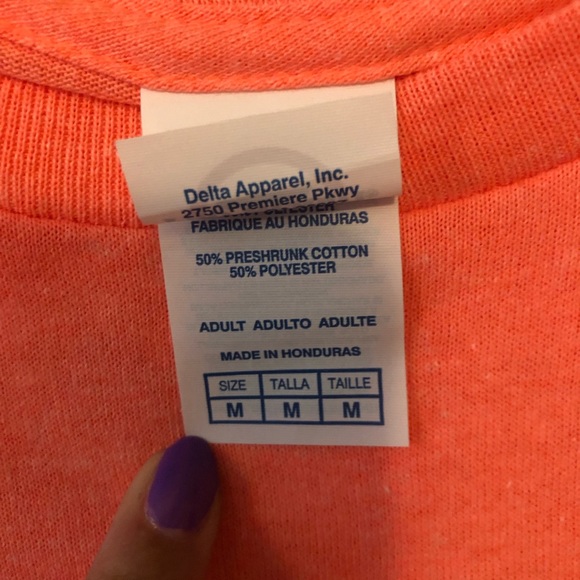 Delta Apparel, Inc.
2750 Premiere Pkwy
FABRIQUE AU HONDURAS
50% PRESHRUNK COTTON
50% POLYESTER
ADULT ADULTO ADULTE
MADE IN HONDURAS
SIZE TALLA TAILLE
M M M